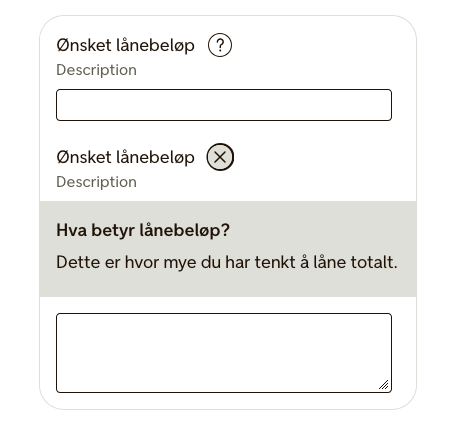 Ønsket lånebeløp ?
Description
Ønsket lånebeløp
Description
Hva betyr lånebeløp?
Dette er hvor mye du har tenkt å låne totalt.